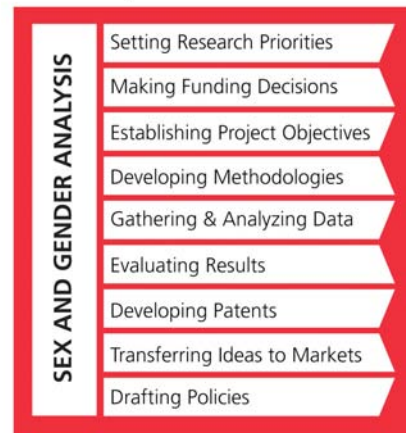 SEX AND GENDER ANALYSIS
Setting Research Priorities
Making Funding Decisions
Establishing Project Objectives
Developing Methodologies
Gathering & Analyzing Data
Evaluating Results
Developing Patents
Transferring Ideas to Markets
Drafting Policies